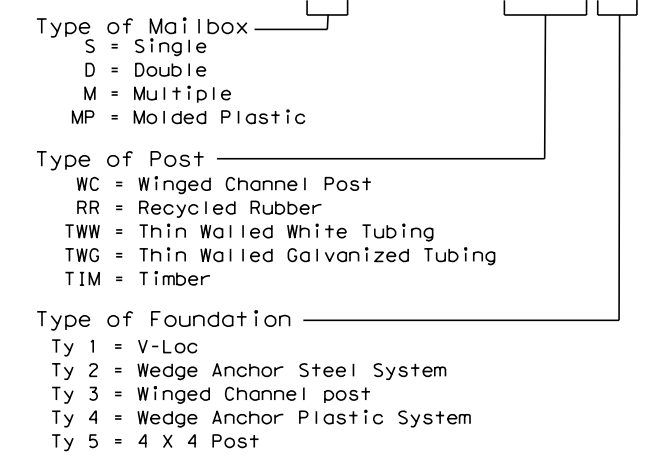 Type of Mailbox
S = Single
D = Double
M = Multiple
MP = Molded Plastic
Type of Post
WC = Winged Channel Post
RR = Recycled Rubber
TWW = Thin Walled White Tubing
TWG = Thin Walled Galvanized Tubing
TIM = Timber
Type of Foundation
Ty 1 = V-Loc
Ty 2 = Wedge Anchor Steel System
Ty 3 = Winged Channel post
Ty 4 = Wedge Anchor Plastic System
Ty 5 = 4 X 4 Post